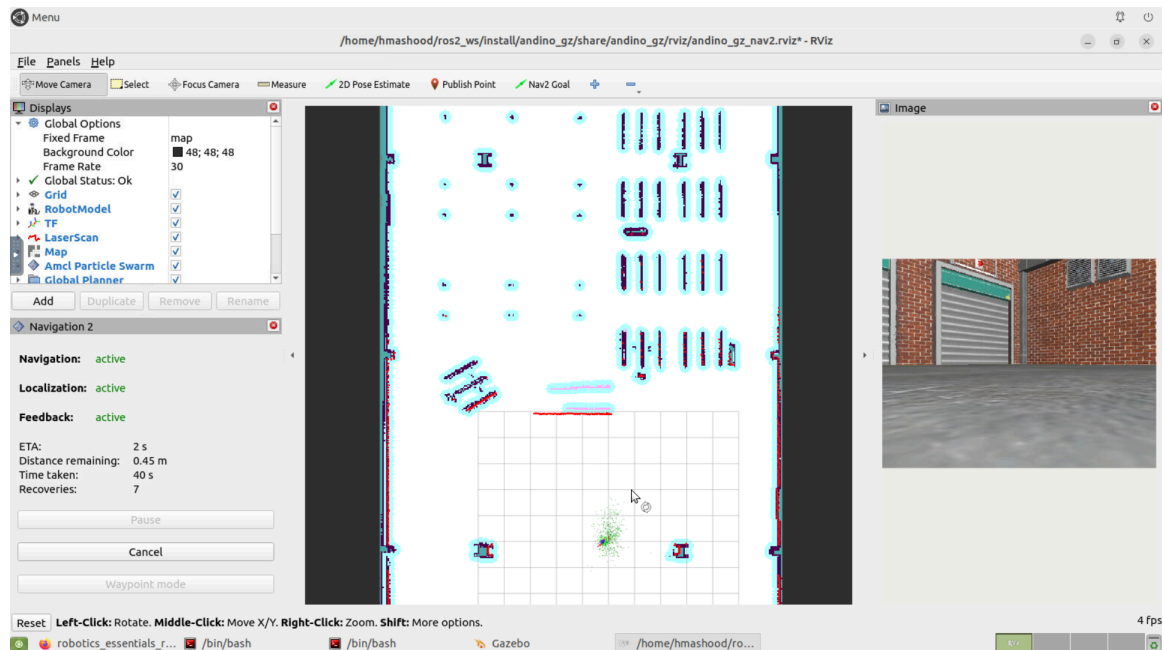 Menu
/home/hmashood/ros2_ws/install/andino_gz/share/andino_gz/rviz/andino_gz_nav2.rviz* - RViz
File Panels Help
Move Camera Select Focus Camera Measure 2D Pose Estimate Publish Point Nav2 Goal
Displays
Global Options
Fixed Frame map
Background Color 48; 48; 48
Frame Rate 30
Global Status: Ok
Grid
RobotModel
TF
LaserScan
Map
Amcl Particle Swarm
Global Planner
Add Duplicate Remove Rename
Navigation 2
Navigation: active
Localization: active
Feedback: active
ETA: 2 s
Distance remaining: 0.45 m
Time taken: 40 s
Recoveries: 7
Pause
Cancel
Waypoint mode
Image
Reset Left-Click: Rotate. Middle-Click: Move X/Y. Right-Click: Zoom. Shift: More options. 4 fps
robotics_essentials_r... /bin/bash /bin/bash Gazebo /home/hmashood/ro...